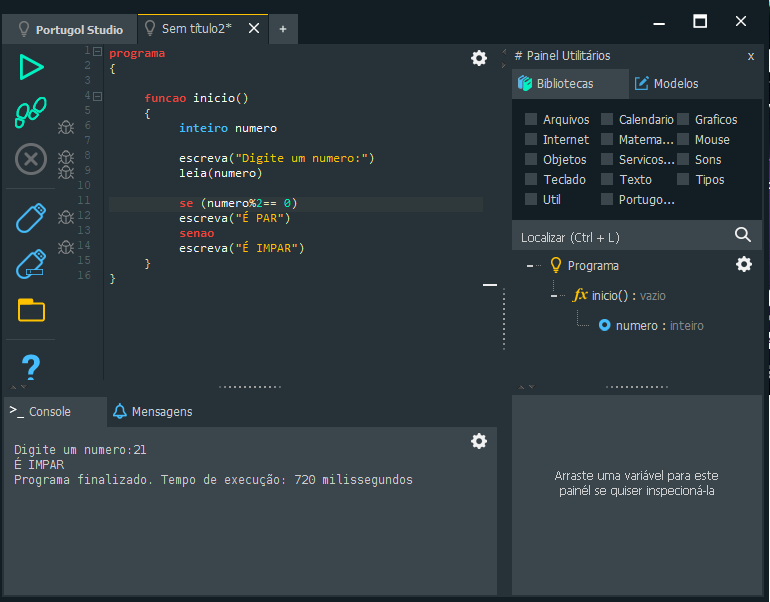 Portugol Studio
Sem título2*
+
1 programa
2 {
3
4 funcao inicio()
5 {
6 inteiro numero
7
8 escreva("Digite um numero:")
9 leia(numero)
10
11 se (numero%2== 0)
12 escreva("É PAR")
13 senao
14 escreva("É IMPAR")
15 }
16 }
# Painel Utilitários x
Bibliotecas Modelos
Arquivos Calendario Graficos
Internet Matema... Mouse
Objetos Servicos... Sons
Teclado Texto Tipos
Util Portugo...
Localizar (Ctrl + L)
Programa
fx inicio() : vazio
numero : inteiro
?
>_ Console Mensagens
Digite um numero:21
É IMPAR
Programa finalizado. Tempo de execução: 720 milissegundos
Arraste uma variável para este
painél se quiser inspecioná-la